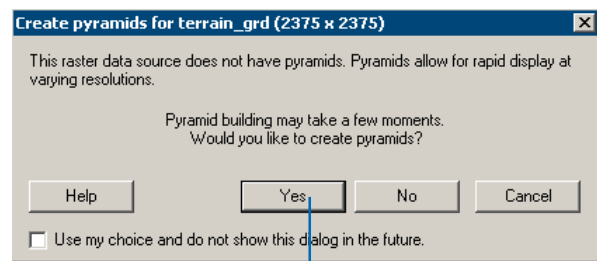 Create pyramids for terrain_grd (2375 x 2375)
This raster data source does not have pyramids. Pyramids allow for rapid display at
varying resolutions.
Pyramid building may take a few moments.
Would you like to create pyramids?
Help
Yes
No
Cancel
Use my choice and do not show this dialog in the future.